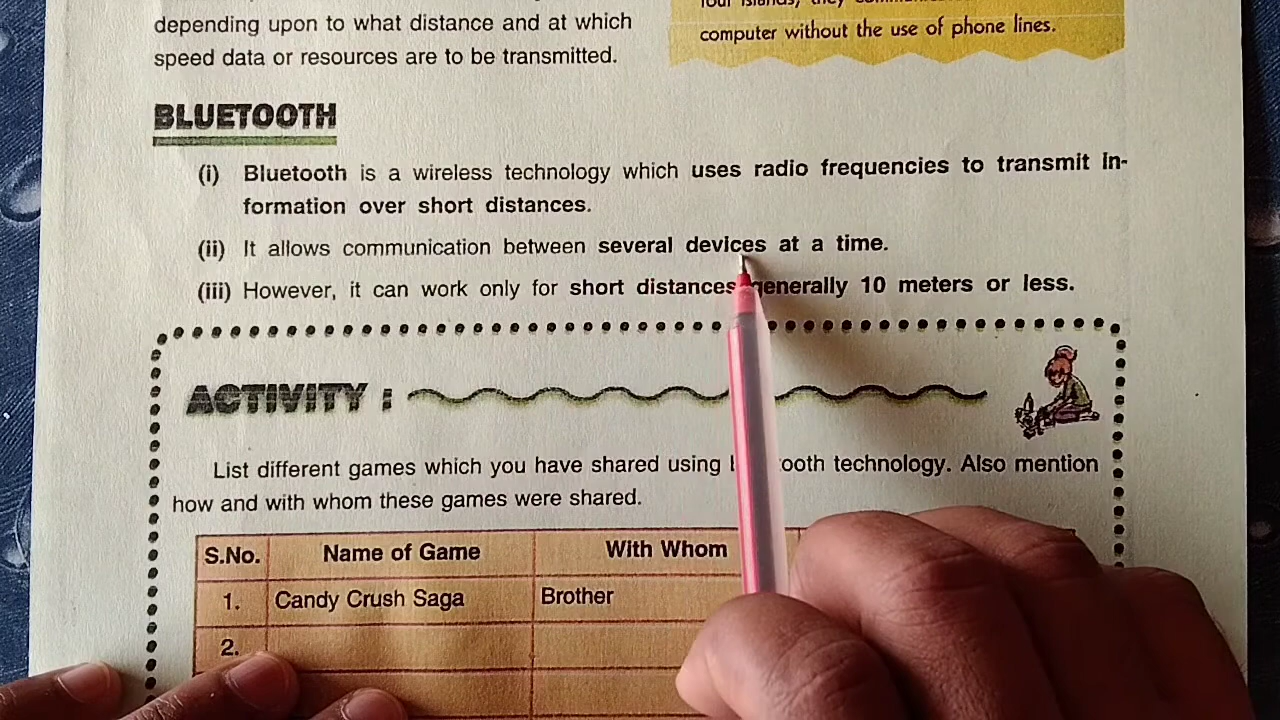 depending upon to what distance and at which
speed data or resources are to be transmitted.
computer without the use of phone lines.
BLUETOOTH
(i) Bluetooth is a wireless technology which uses radio frequencies to transmit in-
formation over short distances.
(ii) It allows communication between several devices at a time.
(iii) However, it can work only for short distances generally 10 meters or less.
ACTIVITY :
List different games which you have shared using ooth technology. Also mention
how and with whom these games were shared.
S.No. Name of Game With Whom
1. Candy Crush Saga Brother
2.